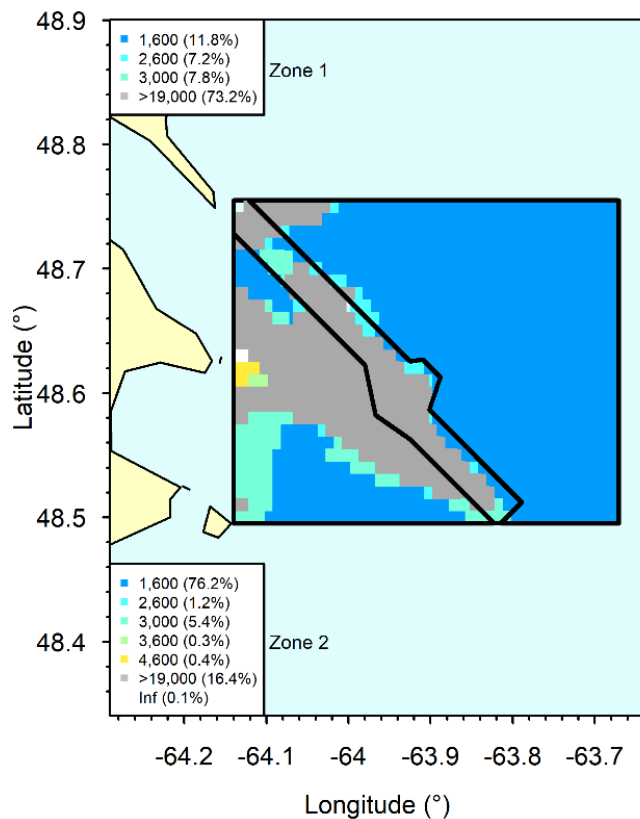 48.9
1,600 (11.8%)
2,600 (7.2%)
3,000 (7.8%)
>19,000 (73.2%)
Zone 1
48.8
48.7
Latitude (°)
48.6
48.5
1,600 (76.2%)
2,600 (1.2%)
3,000 (5.4%)
3,600 (0.3%)
4,600 (0.4%)
>19,000 (16.4%)
Inf (0.1%)
Zone 2
48.4
-64.2 -64.1 -64 -63.9 -63.8 -63.7
Longitude (°)